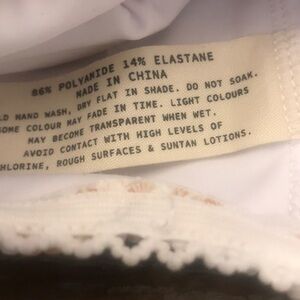 86% POLYAMIDE 14% ELASTANE
MADE IN CHINA
HAND WASH, DRY FLAT IN SHADE. DO NOT SOAK.
COLOUR MAY FADE IN TIME. LIGHT COLOURS
MAY BECOME TRANSPARENT WHEN WET.
AVOID CONTACT WITH HIGH LEVELS OF
CHLORINE, ROUGH SURFACES & SUNTAN LOTIONS.